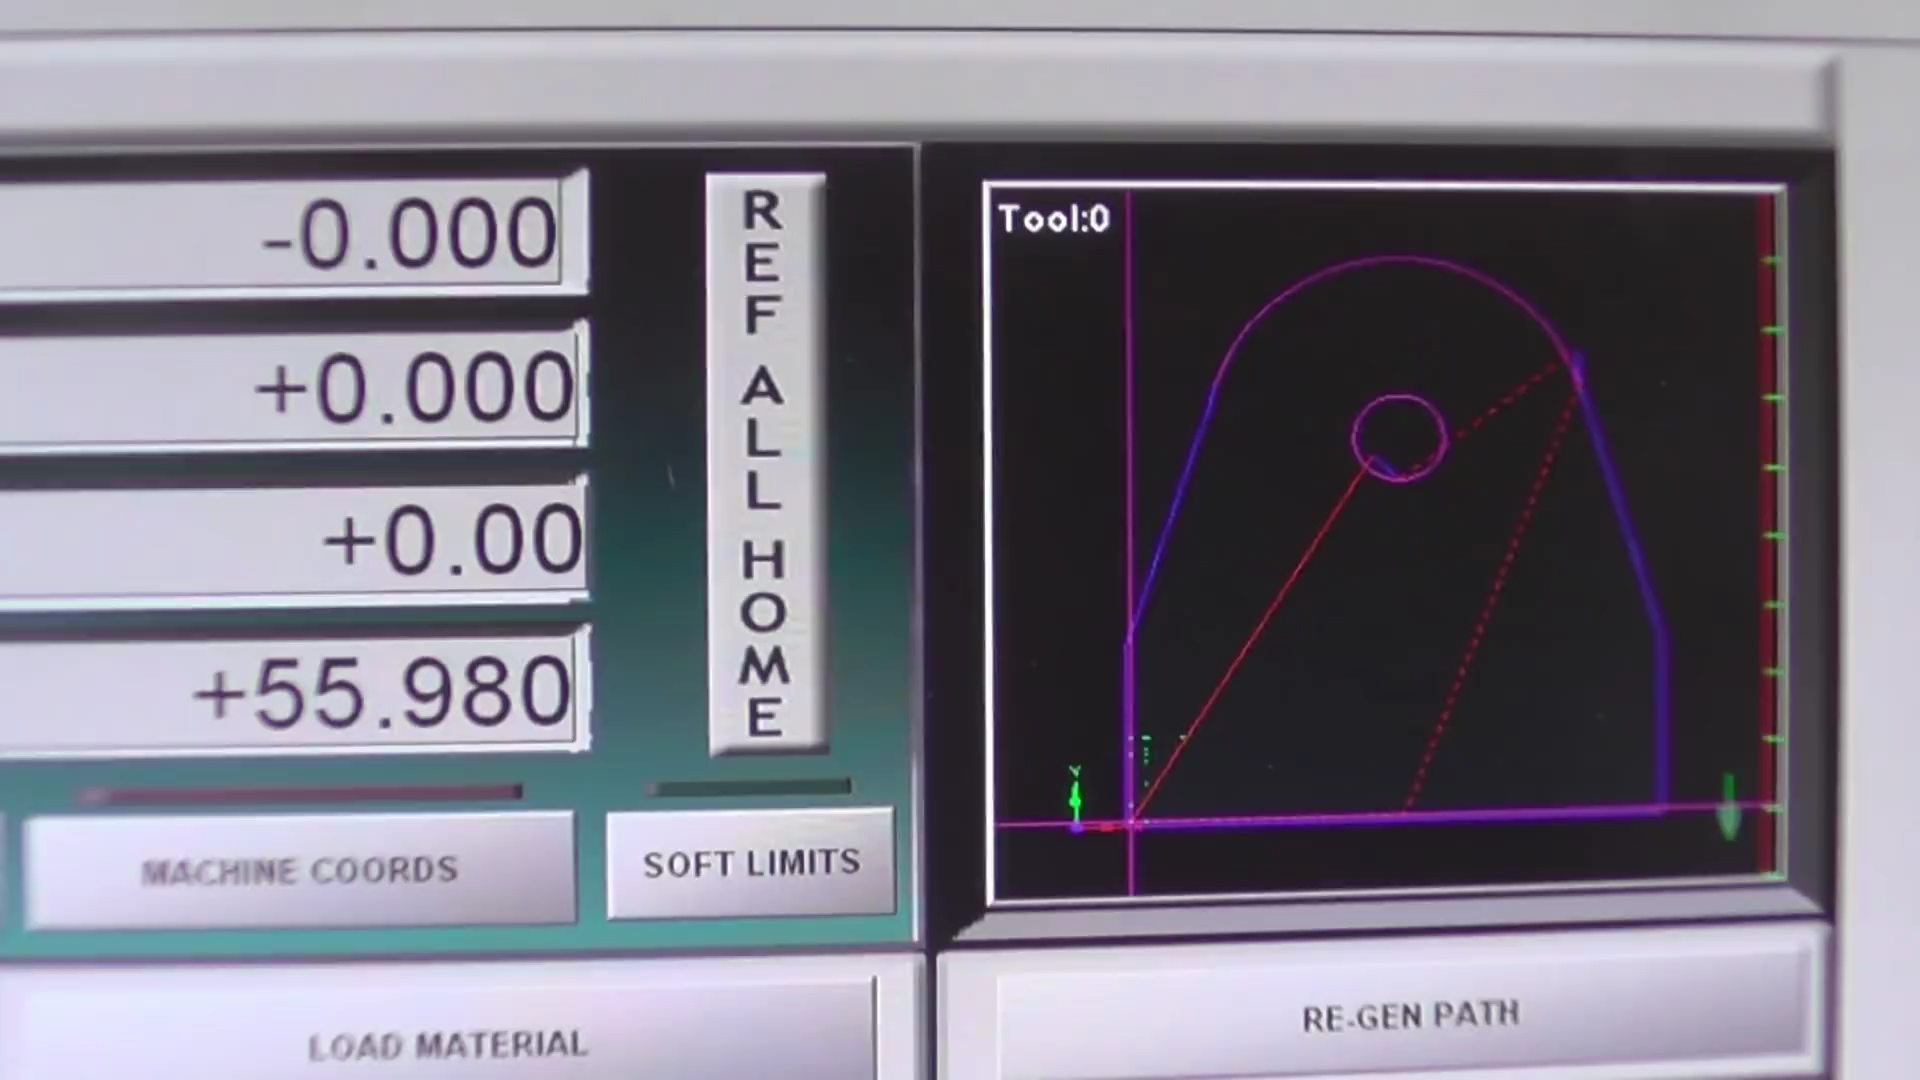 -0.000
+0.000
+0.00
+55.980
REF ALL HOME
Tool:0
Y
MACHINE COORDS
SOFT LIMITS
LOAD MATERIAL
RE-GEN PATH